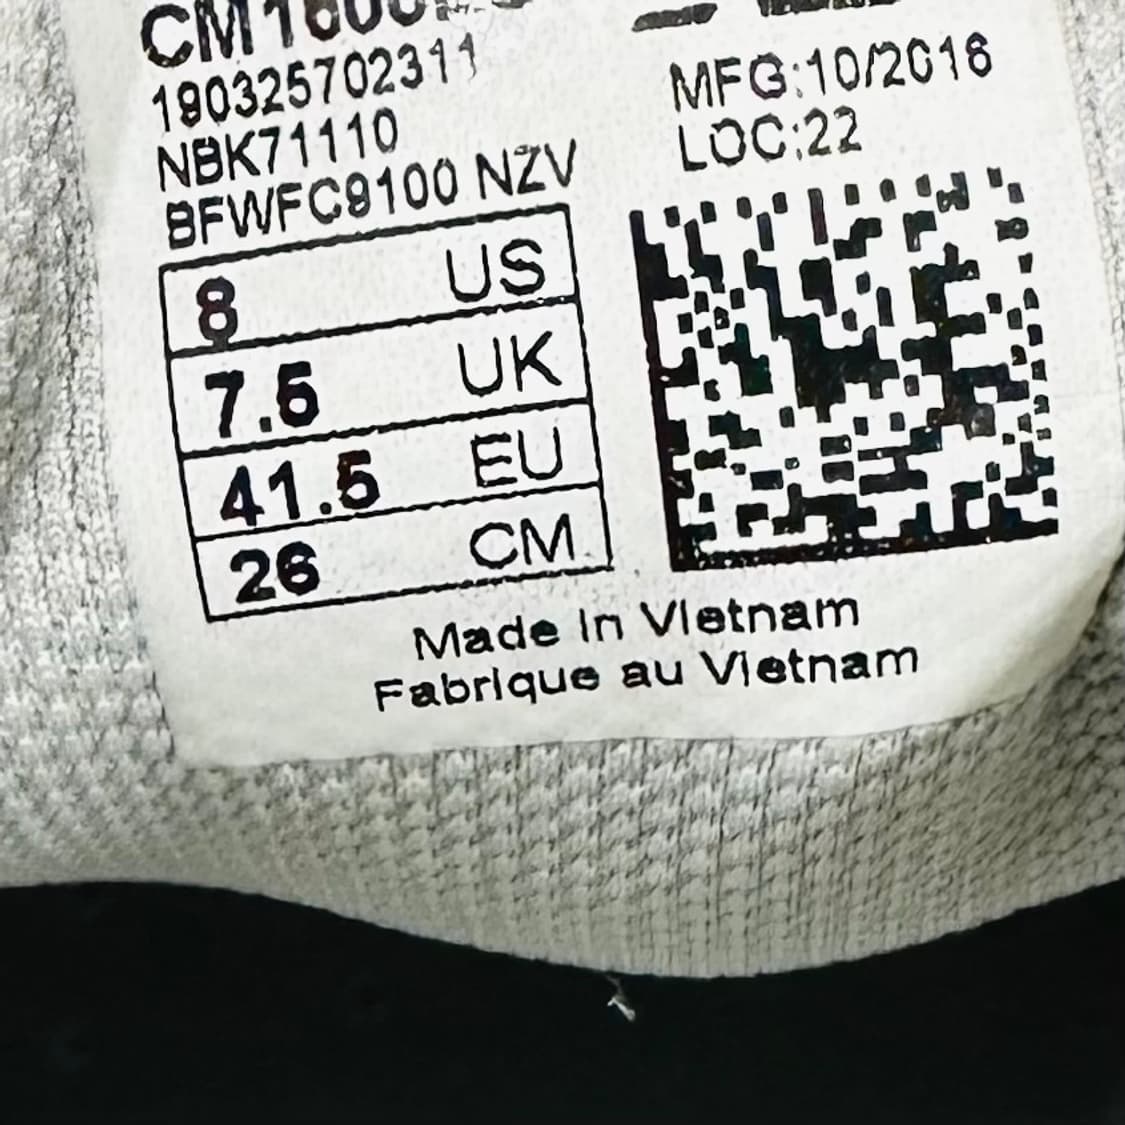 190325702311
NBK71110
BFWFC9100 NZV
MFG:10/2016
LOC:22
8 US
7.5 UK
41.5 EU
26 CM
Made in Vietnam
Fabrique au Vietnam